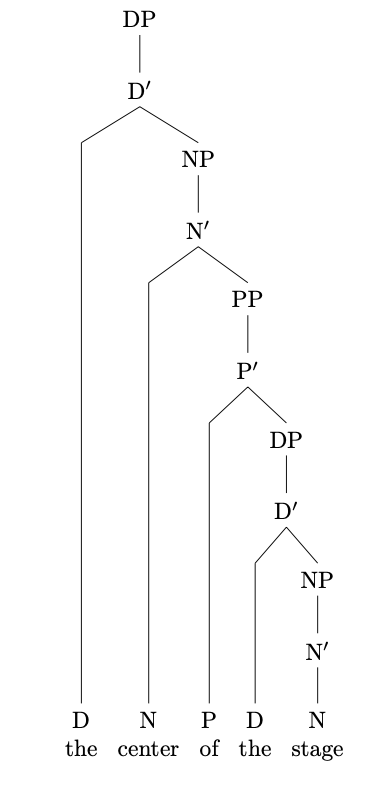 DP
D′
NP
N′
PP
P′
DP
D′
NP
N′
D N P D N
the center of the stage